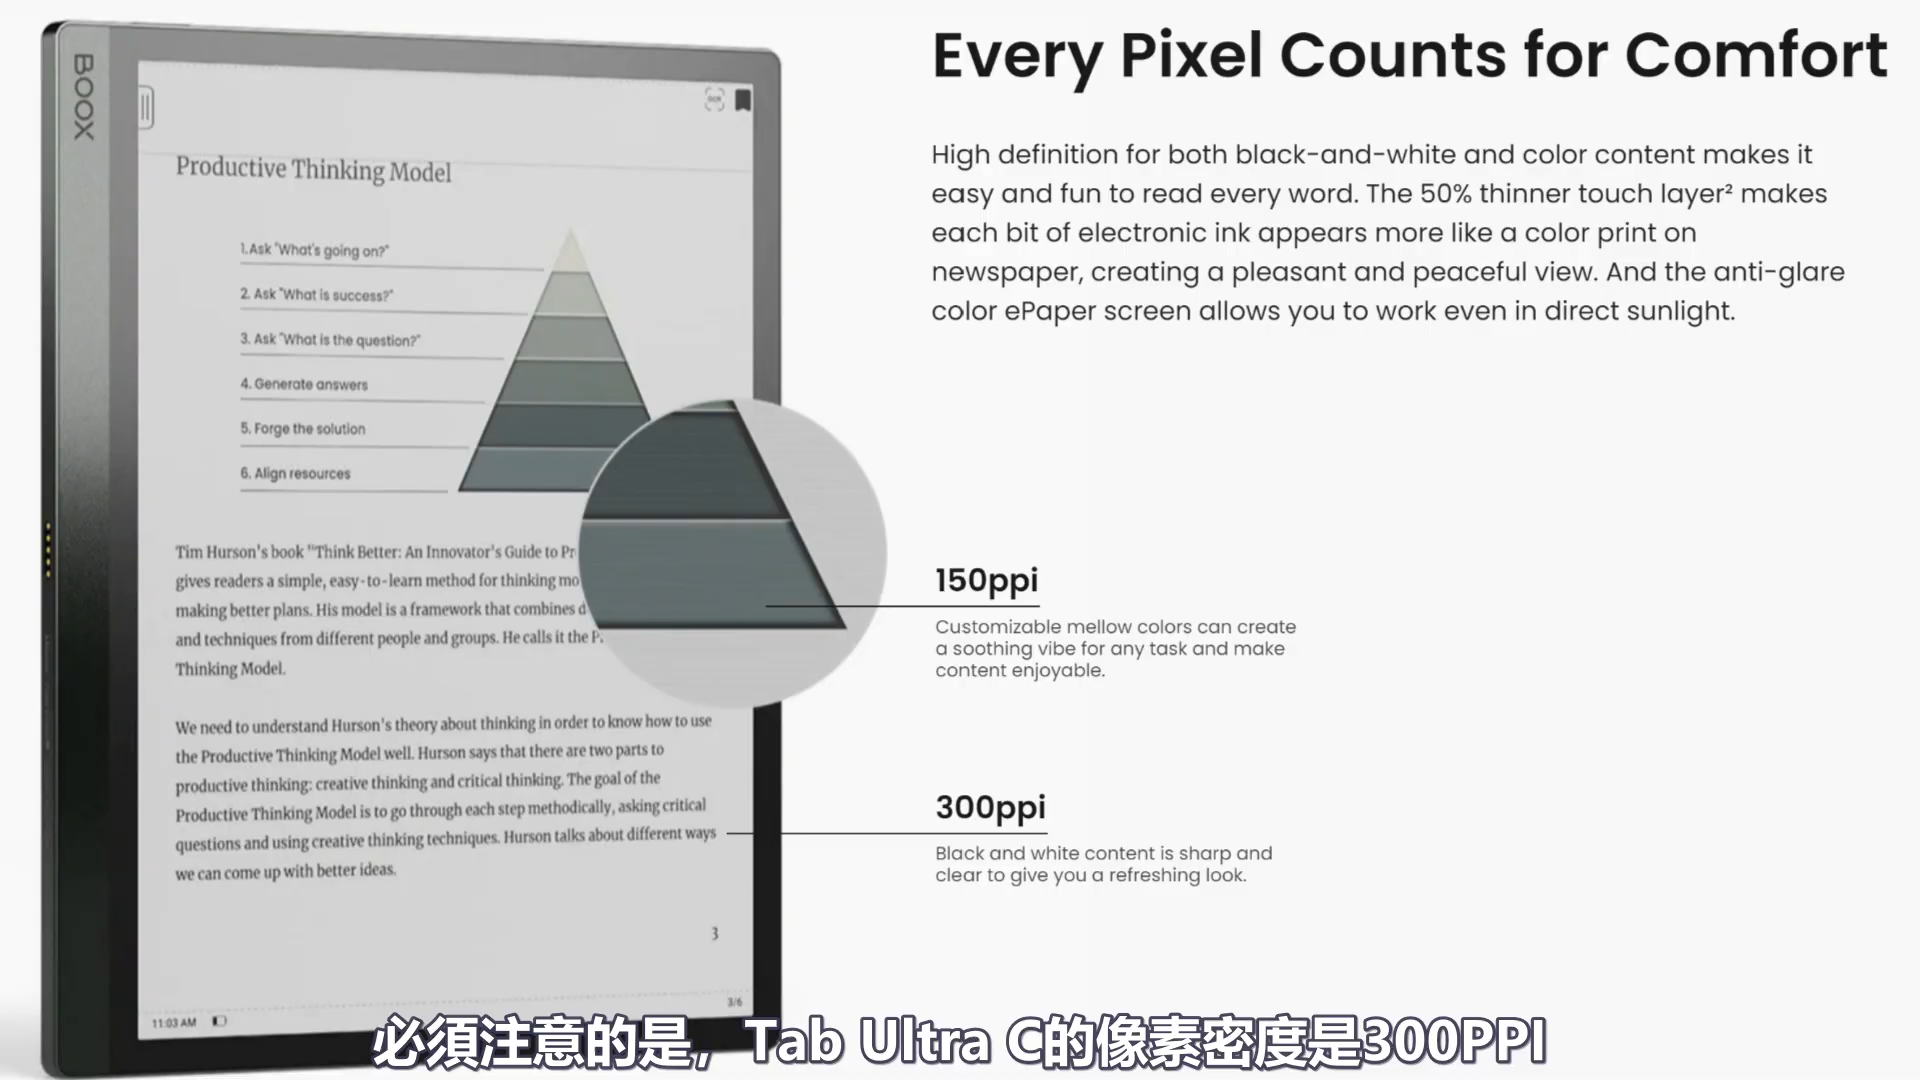 BOOX
Every Pixel Counts for Comfort
High definition for both black-and-white and color content makes it
easy and fun to read every word. The 50% thinner touch layer² makes
each bit of electronic ink appears more like a color print on
newspaper, creating a pleasant and peaceful view. And the anti-glare
color ePaper screen allows you to work even in direct sunlight.
OCR
Productive Thinking Model
1. Ask "What's going on?"
2. Ask "What is success?"
3. Ask "What is the question?"
4. Generate answers
5. Forge the solution
6. Align resources
Tim Hurson's book "Think Better: An Innovator's Guide to Pr
gives readers a simple, easy-to-learn method for thinking mo
making better plans. His model is a framework that combines d
and techniques from different people and groups. He calls it the P
Thinking Model.
We need to understand Hurson's theory about thinking in order to know how to use
the Productive Thinking Model well. Hurson says that there are two parts to
productive thinking: creative thinking and critical thinking. The goal of the
Productive Thinking Model is to go through each step methodically, asking critical
questions and using creative thinking techniques. Hurson talks about different ways
we can come up with better ideas.
3
3/6
11:03 AM
150ppi
Customizable mellow colors can create
a soothing vibe for any task and make
content enjoyable.
300ppi
Black and white content is sharp and
clear to give you a refreshing look.
必須注意的是，Tab Ultra C的像素密度是300PPI